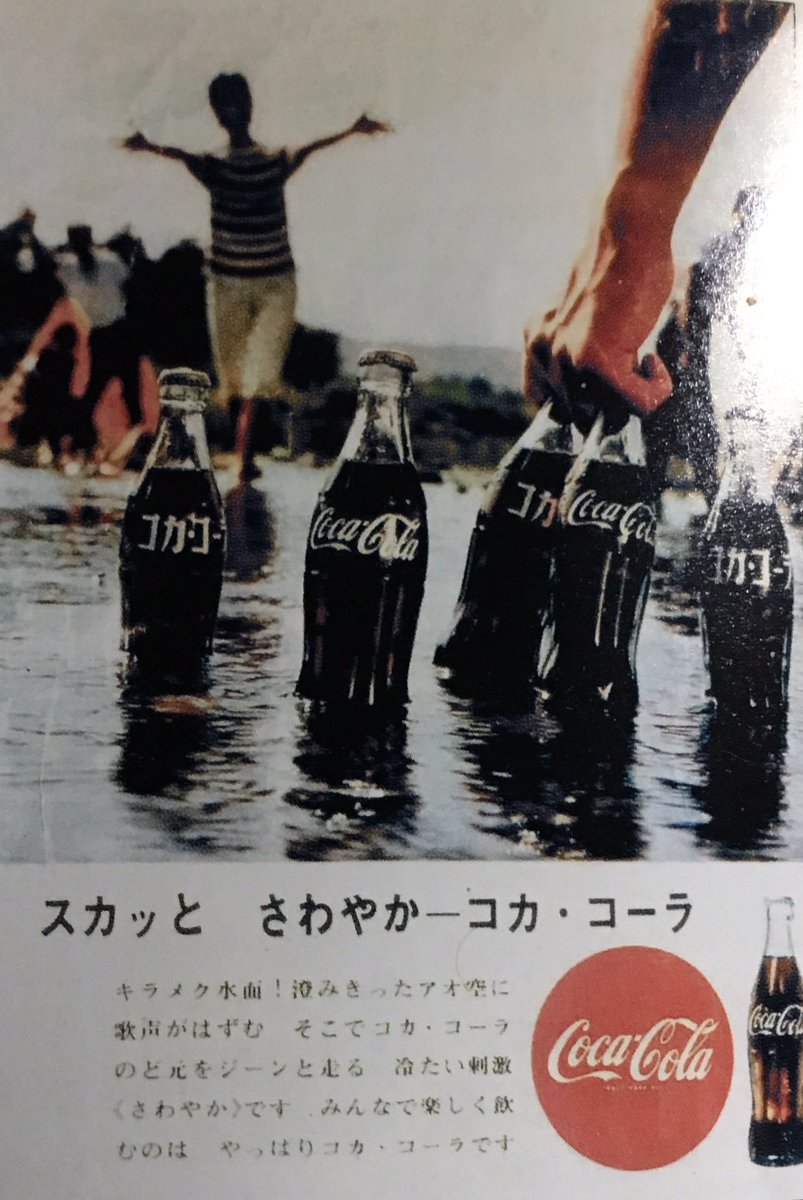 コカ・コー
Coca-Cola
コカ
Coca-Cola
コカ・コー
スカッと　さわやか—コカ・コーラ
キラメク水面！澄みきったアオ空に
歌声がはずむ　そこでコカ・コーラ
のど元をジーンと走る　冷たい刺激
《さわやか》です　みんなで楽しく飲
むのは　やっぱりコカ・コーラです
Coca-Cola
Coca-Cola